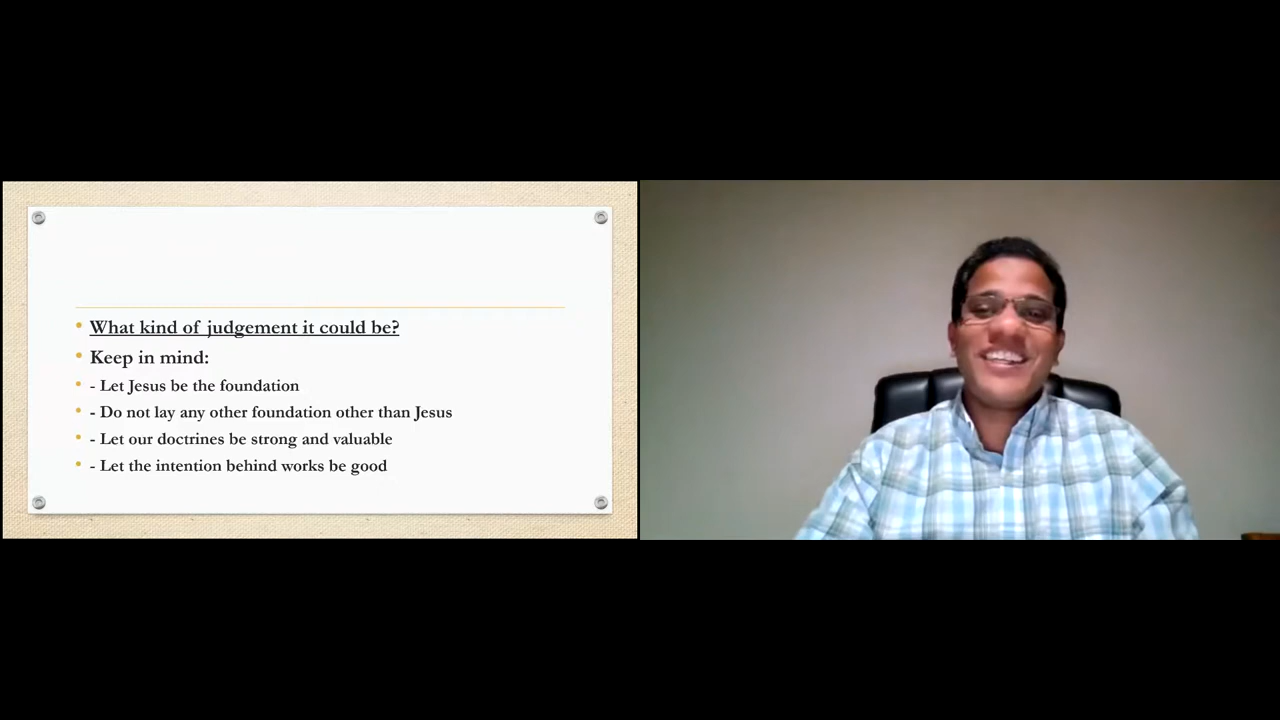 What kind of judgement it could be?
Keep in mind:
- Let Jesus be the foundation
- Do not lay any other foundation other than Jesus
- Let our doctrines be strong and valuable
- Let the intention behind works be good